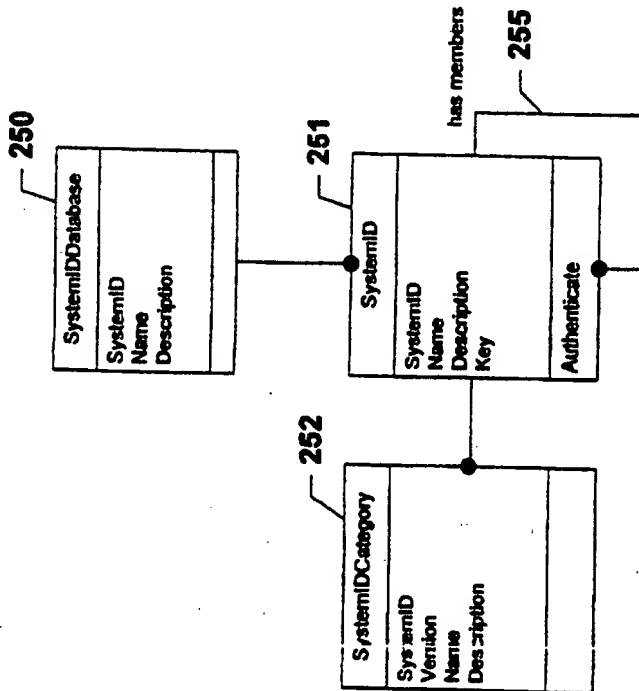 250
SystemIDDatabase
SystemID
Name
Description
251
SystemID
SystemID
Name
Description
Key
Authenticate
has members
255
252
SystemIDCategory
SystemID
Version
Name
Description